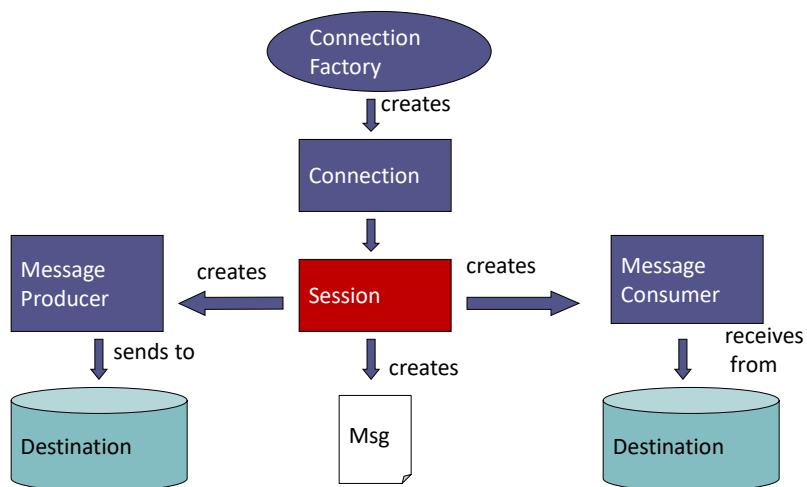 Connection
Factory
creates
Connection
Message
Producer
creates
Session
creates
Message
Consumer
sends to
creates
receives
from
Destination
Msg
Destination